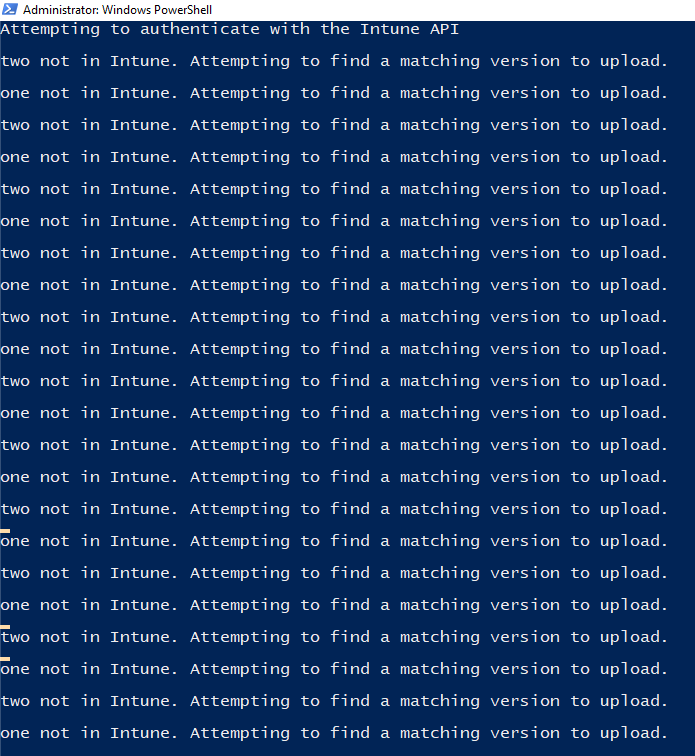 Administrator: Windows PowerShell
Attempting to authenticate with the Intune API
two not in Intune. Attempting to find a matching version to upload.
one not in Intune. Attempting to find a matching version to upload.
two not in Intune. Attempting to find a matching version to upload.
one not in Intune. Attempting to find a matching version to upload.
two not in Intune. Attempting to find a matching version to upload.
one not in Intune. Attempting to find a matching version to upload.
two not in Intune. Attempting to find a matching version to upload.
one not in Intune. Attempting to find a matching version to upload.
two not in Intune. Attempting to find a matching version to upload.
one not in Intune. Attempting to find a matching version to upload.
two not in Intune. Attempting to find a matching version to upload.
one not in Intune. Attempting to find a matching version to upload.
two not in Intune. Attempting to find a matching version to upload.
one not in Intune. Attempting to find a matching version to upload.
two not in Intune. Attempting to find a matching version to upload.
one not in Intune. Attempting to find a matching version to upload.
two not in Intune. Attempting to find a matching version to upload.
one not in Intune. Attempting to find a matching version to upload.
two not in Intune. Attempting to find a matching version to upload.
one not in Intune. Attempting to find a matching version to upload.
two not in Intune. Attempting to find a matching version to upload.
one not in Intune. Attempting to find a matching version to upload.